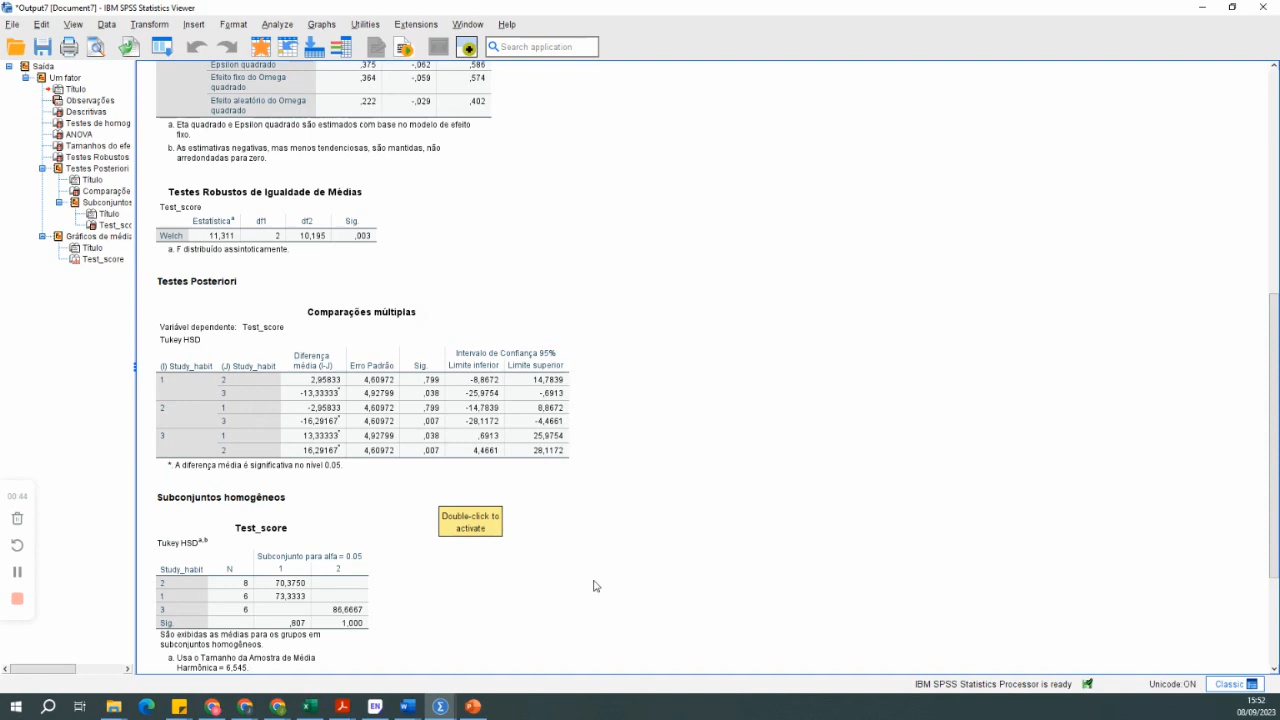 *Output7 [Document7] - IBM SPSS Statistics Viewer
File Edit View Data Transform Insert Format Analyze Graphs Utilities Extensions Window Help
Search application
Saída
Um fator
Título
Observações
Descritivas
Testes de homog
ANOVA
Tamanhos do efe
Testes Robustos
Testes Posteriori
Título
Comparaçõe
Subconjuntos
Título
Test_sco
Gráficos de média
Título
Test_score
Epsilon quadrado ,375 -,062 ,586
Efeito fixo do Omega quadrado ,364 -,059 ,574
Efeito aleatório do Omega quadrado ,222 -,029 ,402
a. Eta quadrado e Epsilon quadrado são estimados com base no modelo de efeito
fixo.
b. As estimativas negativas, mas menos tendenciosas, são mantidas, não
arredondadas para zero.
Testes Robustos de Igualdade de Médias
Test_score
Estatísticaª df1 df2 Sig.
Welch 11,311 2 10,195 ,003
a. F distribuído assintoticamente.
Testes Posteriori
Comparações múltiplas
Variável dependente: Test_score
Tukey HSD
Intervalo de Confiança 95%
(I) Study_habit (J) Study_habit Diferença média (I-J) Erro Padrão Sig. Limite inferior Limite superior
1 2 2,95833 4,60972 ,799 -8,8672 14,7839
3 -13,33333* 4,92799 ,038 -25,9754 -,6913
2 1 -2,95833 4,60972 ,799 -14,7839 8,8672
3 -16,29167* 4,60972 ,007 -28,1172 -4,4661
3 1 13,33333* 4,92799 ,038 ,6913 25,9754
2 16,29167* 4,60972 ,007 4,4661 28,1172
*. A diferença média é significativa no nível 0.05.
Subconjuntos homogêneos
Double-click to
activate
Test_score
Tukey HSDa,b
Subconjunto para alfa = 0.05
Study_habit N 1 2
2 8 70,3750
1 6 73,3333
3 6 86,6667
Sig. ,807 1,000
São exibidas as médias para os grupos em
subconjuntos homogêneos.
a. Usa o Tamanho da Amostra de Média
Harmônica = 6,545.
00:44
IBM SPSS Statistics Processor is ready
Unicode:ON
Classic
EN
15:52
08/09/2023